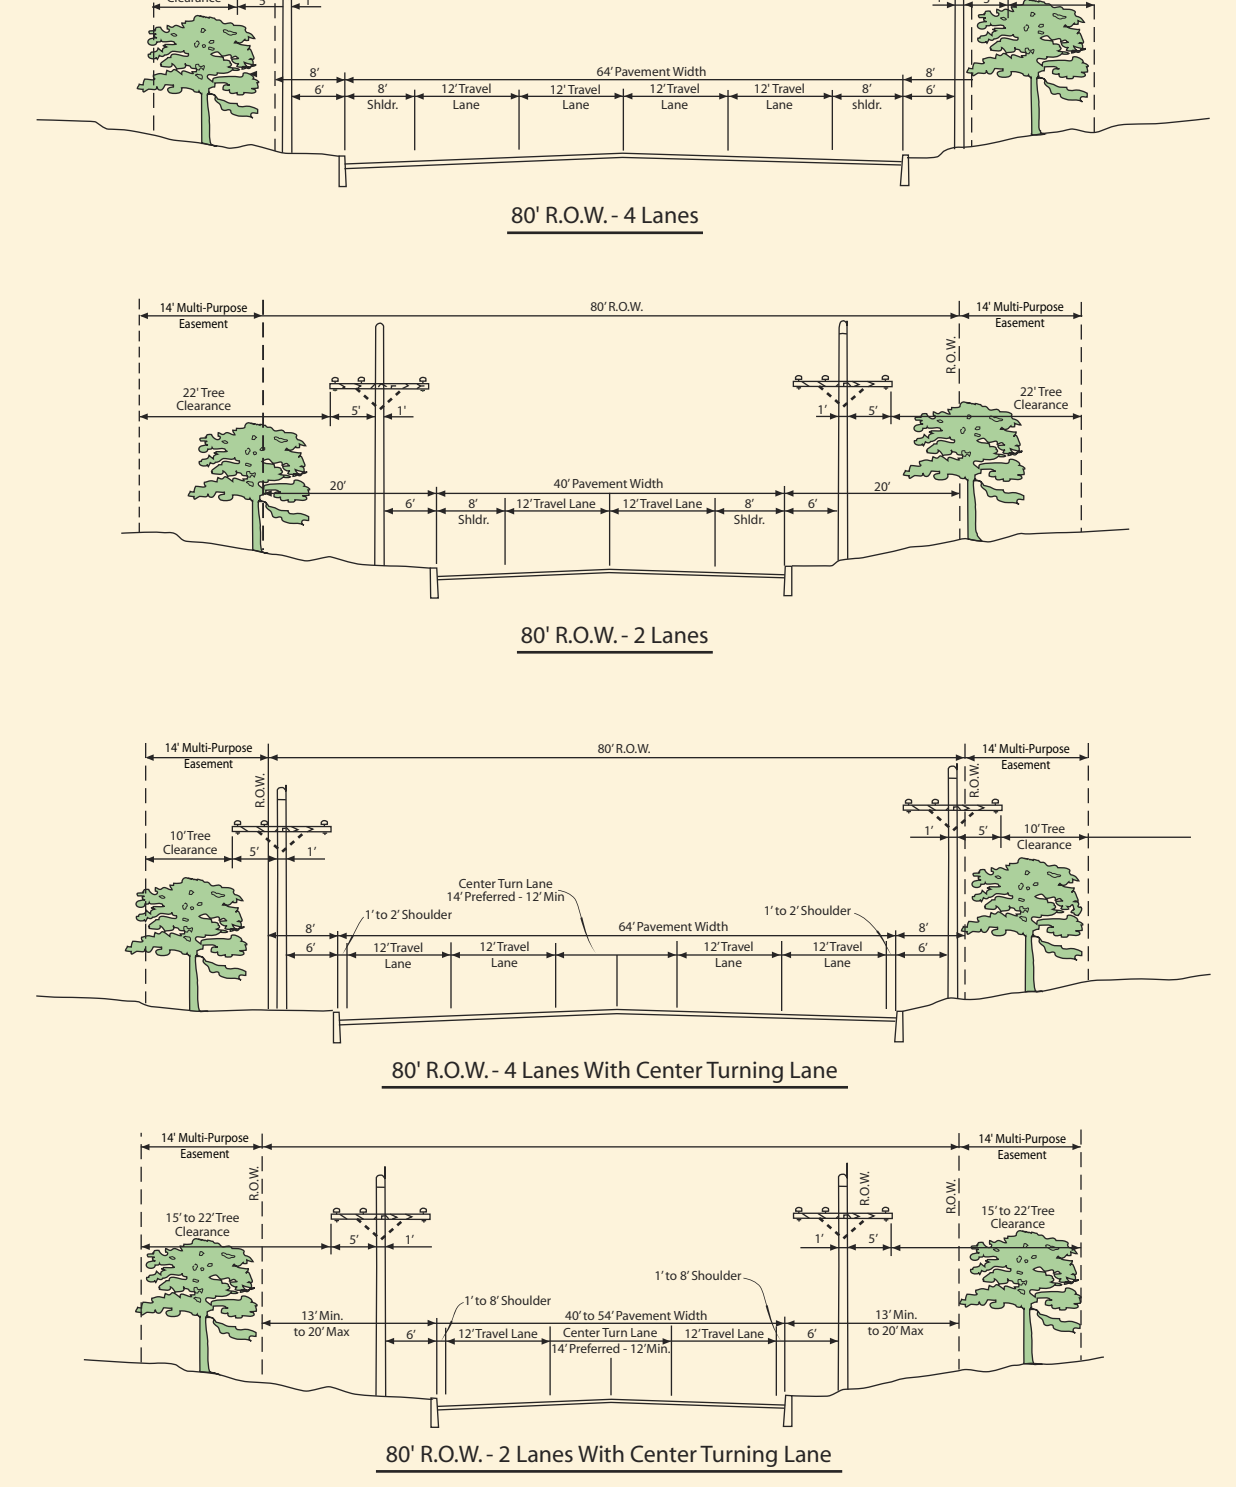 Clearance
5'
1'
8'
64' Pavement Width
8'
6'
8'
12' Travel
12' Travel
12' Travel
12' Travel
8'
6'
Shldr.
Lane
Lane
Lane
Lane
shldr.
80' R.O.W. - 4 Lanes
14' Multi-Purpose
80' R.O.W.
14' Multi-Purpose
Easement
Easement
R.O.W.
22' Tree
Clearance
22' Tree
Clearance
5'
1'
1'
5'
20'
40' Pavement Width
20'
6'
8'
12' Travel Lane
12' Travel Lane
8'
6'
Shldr.
Shldr.
80' R.O.W. - 2 Lanes
14' Multi-Purpose
80' R.O.W.
14' Multi-Purpose
Easement
Easement
R.O.W.
R.O.W.
10' Tree
Clearance
5'
1'
1'
5'
10' Tree
Clearance
Center Turn Lane
14' Preferred - 12' Min
1' to 2' Shoulder
1' to 2' Shoulder
8'
64' Pavement Width
8'
6'
12' Travel
12' Travel
12' Travel
12' Travel
6'
Lane
Lane
Lane
Lane
80' R.O.W. - 4 Lanes With Center Turning Lane
14' Multi-Purpose
14' Multi-Purpose
Easement
Easement
R.O.W.
R.O.W.
R.O.W.
15' to 22' Tree
Clearance
15' to 22' Tree
Clearance
5'
1'
1'
5'
1' to 8' Shoulder
1' to 8' Shoulder
13' Min.
to 20' Max
40' to 54' Pavement Width
13' Min.
to 20' Max
6'
12' Travel Lane
Center Turn Lane
12' Travel Lane
6'
14' Preferred - 12' Min.
80' R.O.W. - 2 Lanes With Center Turning Lane